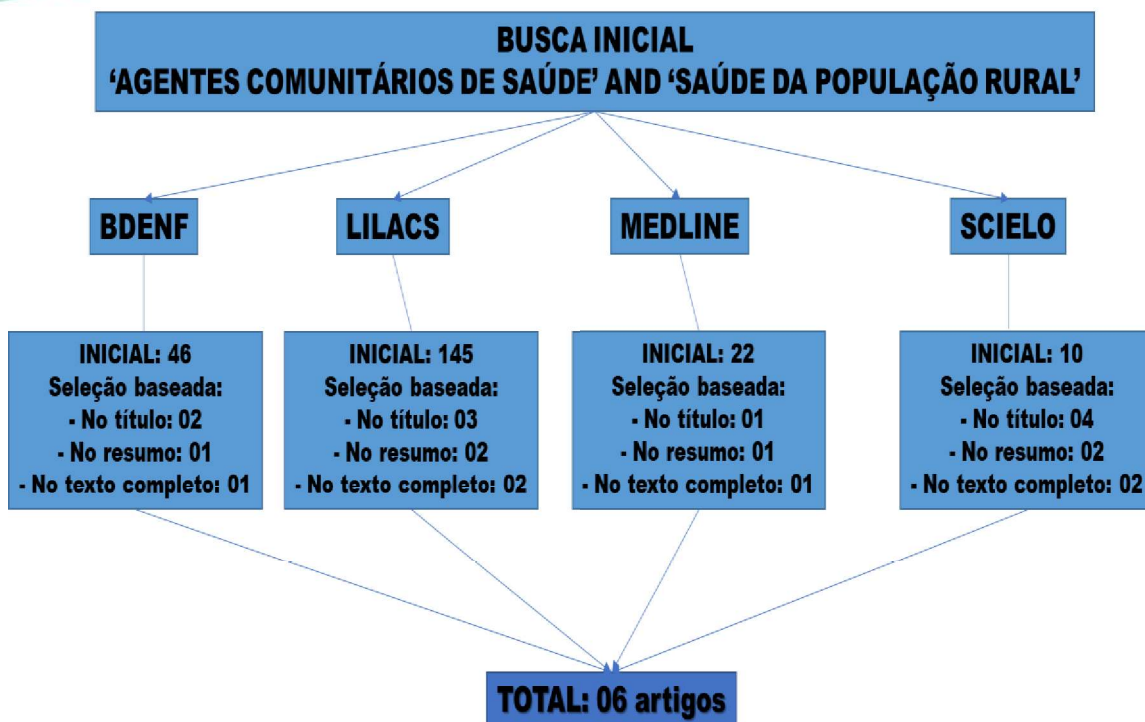 BUSCA INICIAL
‘AGENTES COMUNITÁRIOS DE SAÚDE’ AND ‘SAÚDE DA POPULAÇÃO RURAL’
BDENF
LILACS
MEDLINE
SCIELO
INICIAL: 46
Seleção baseada:
- No título: 02
- No resumo: 01
- No texto completo: 01
INICIAL: 145
Seleção baseada:
- No título: 03
- No resumo: 02
- No texto completo: 02
INICIAL: 22
Seleção baseada:
- No título: 01
- No resumo: 01
- No texto completo: 01
INICIAL: 10
Seleção baseada:
- No título: 04
- No resumo: 02
- No texto completo: 02
TOTAL: 06 artigos